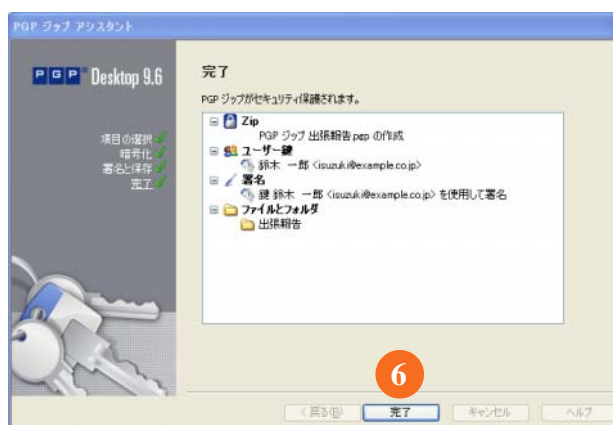 PGP ジップ アシスタント
PGP Desktop 9.6
項目の選択
暗号化
署名と保存
完了
完了
PGP ジップがセキュリティ保護されます。
Zip
PGP ジップ 出張報告.pep の作成
ユーザー鍵
鈴木 一郎 <isuzuki@example.co.jp>
署名
鍵 鈴木 一郎 <isuzuki@example.co.jp> を使用して署名
ファイルとフォルダ
出張報告
6
< 戻る(B)
完了
キャンセル
ヘルプ